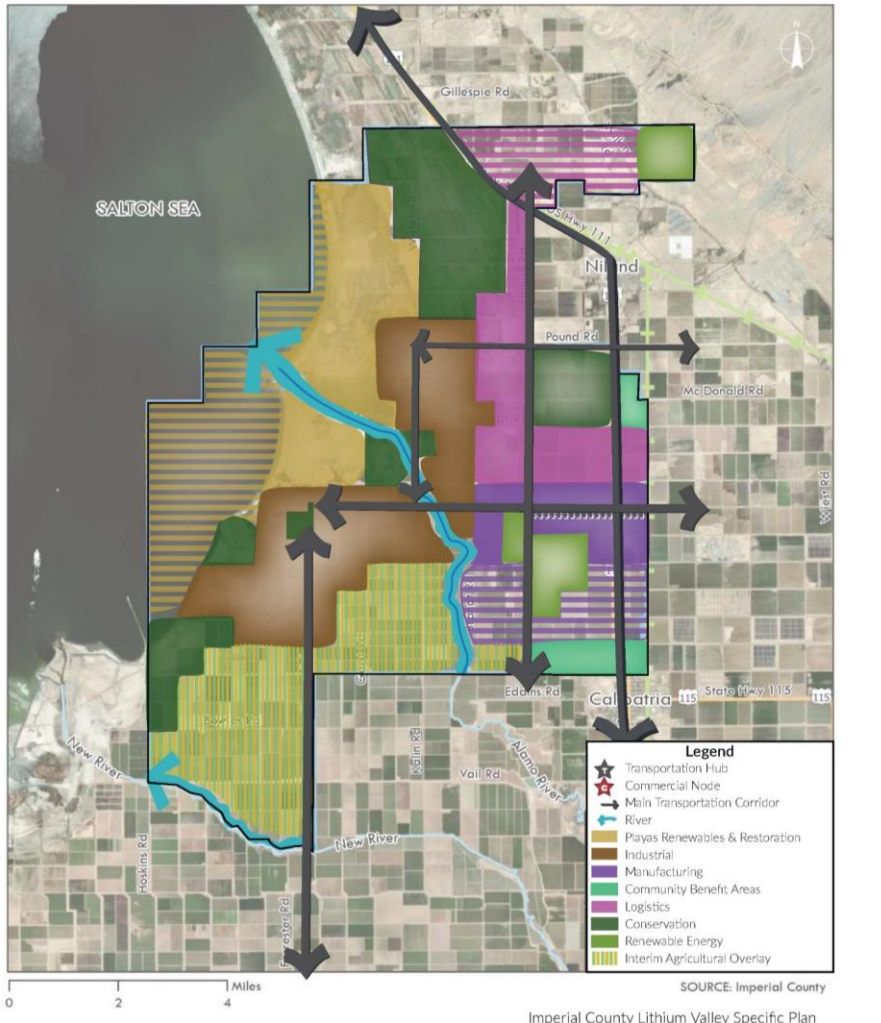 N
Gillespie Rd
SALTON SEA
US Hwy 111
Niland
Pound Rd
Mc Donald Rd
Wiest Rd
Edams Rd
Calipatria
115
State Hwy 115
115
New River
Kalin Rd
Vail Rd
Alamo River
Hoskins Rd
New River
Forrester Rd
Legend
T Transportation Hub
C Commercial Node
Main Transportation Corridor
River
Playas Renewables & Restoration
Industrial
Manufacturing
Community Benefit Areas
Logistics
Conservation
Renewable Energy
Interim Agricultural Overlay
Miles
0 2 4
SOURCE: Imperial County
Imperial County Lithium Valley Specific Plan